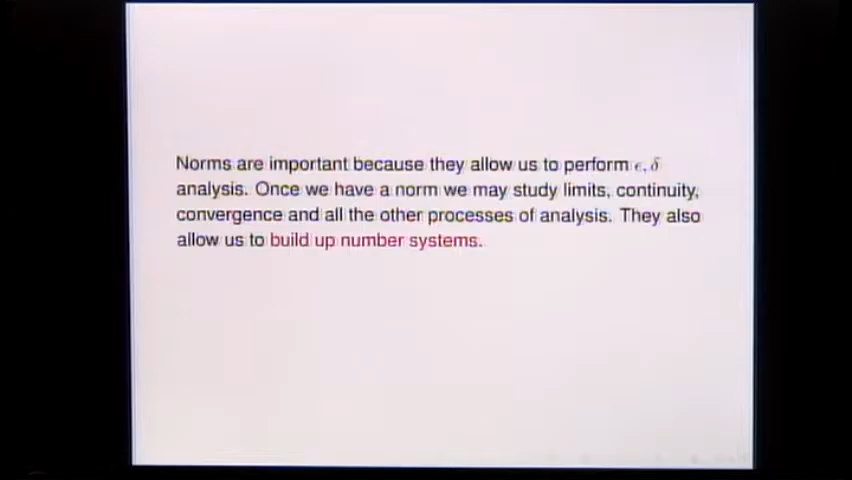 Norms are important because they allow us to perform ϵ, δ
analysis. Once we have a norm we may study limits, continuity,
convergence and all the other processes of analysis. They also
allow us to build up number systems.